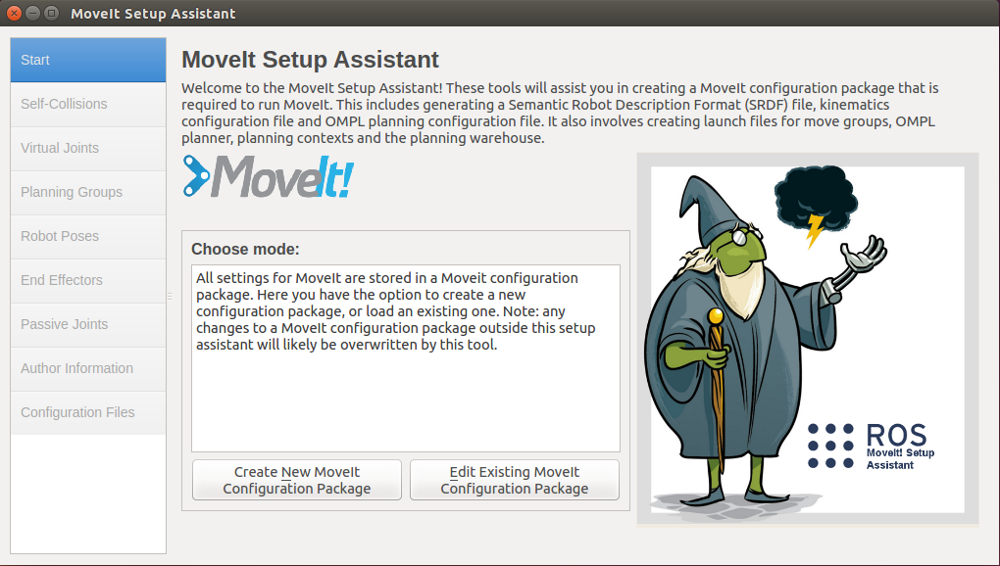 MoveIt Setup Assistant
Start
Self-Collisions
Virtual Joints
Planning Groups
Robot Poses
End Effectors
Passive Joints
Author Information
Configuration Files
MoveIt Setup Assistant
Welcome to the MoveIt Setup Assistant! These tools will assist you in creating a MoveIt configuration package that is
required to run MoveIt. This includes generating a Semantic Robot Description Format (SRDF) file, kinematics
configuration file and OMPL planning configuration file. It also involves creating launch files for move groups, OMPL
planner, planning contexts and the planning warehouse.
MoveIt!
Choose mode:
All settings for MoveIt are stored in a Moveit configuration
package. Here you have the option to create a new
configuration package, or load an existing one. Note: any
changes to a MoveIt configuration package outside this setup
assistant will likely be overwritten by this tool.
Create New MoveIt
Configuration Package
Edit Existing MoveIt
Configuration Package
ROS
MoveIt! Setup
Assistant